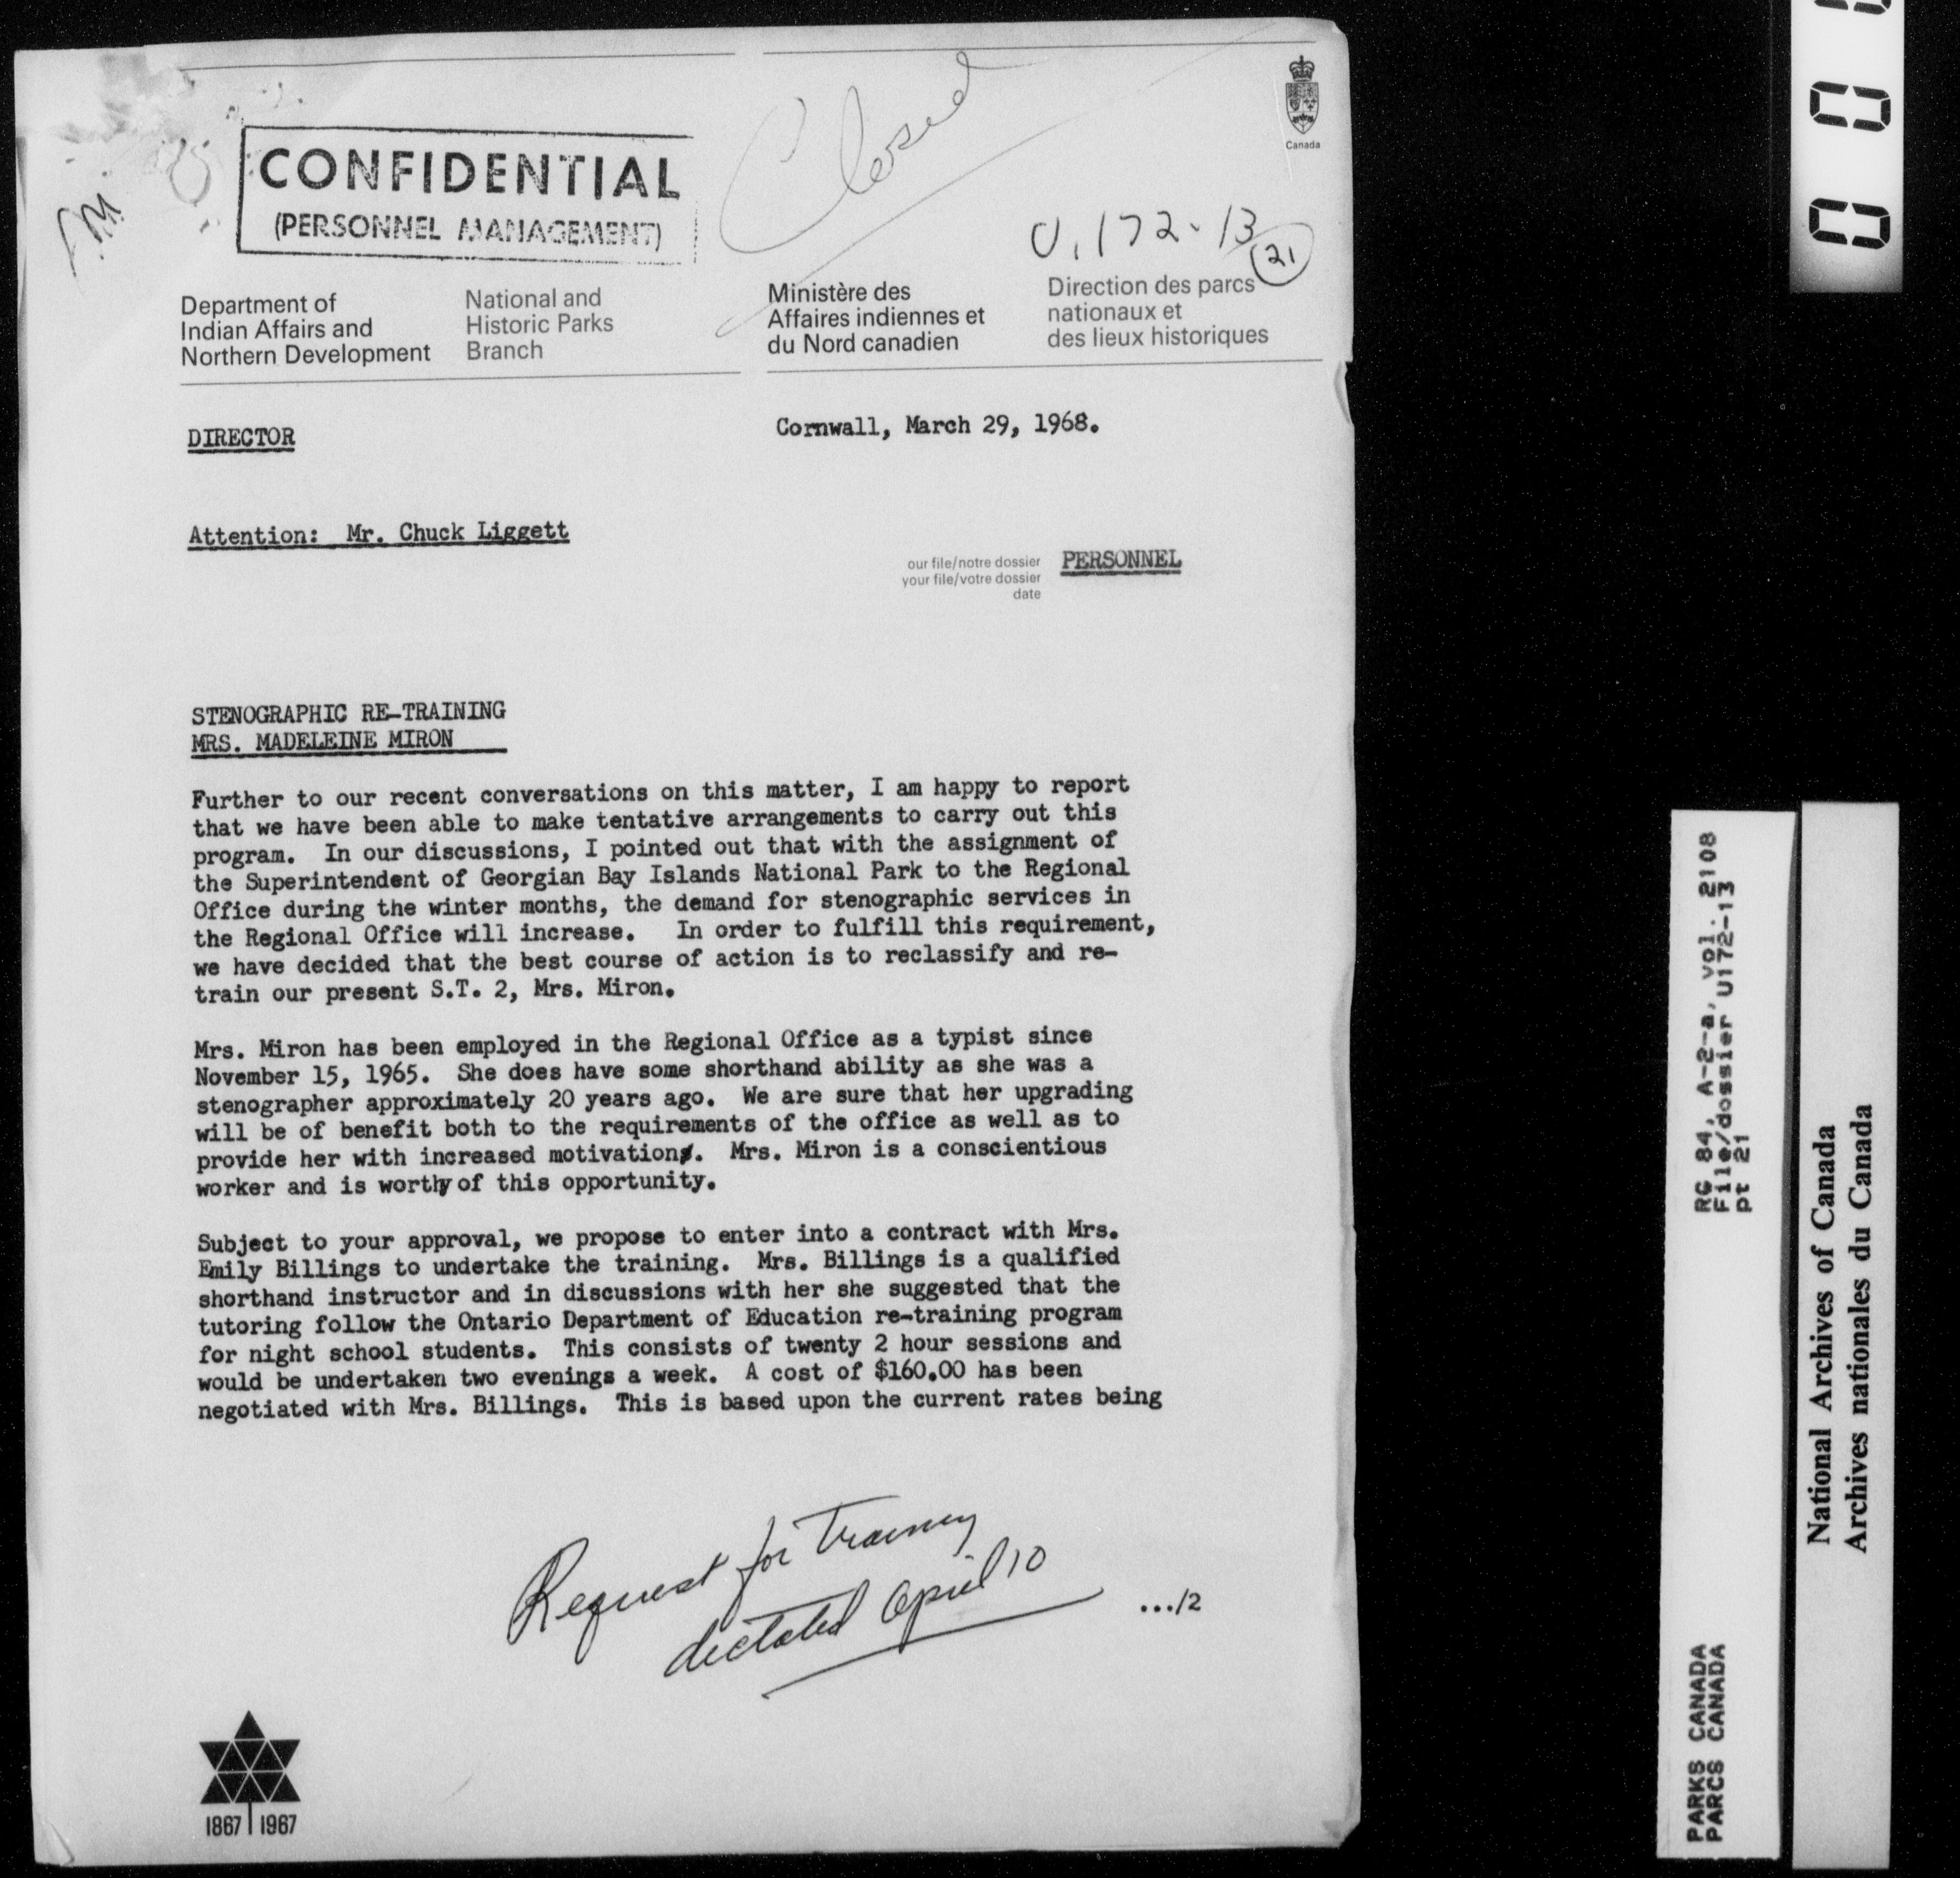 Closed
Canada
CONFIDENTIAL
(PERSONNEL MANAGEMENT)
U.172-13
21
Department of
Indian Affairs and
Northern Development
National and
Historic Parks
Branch
Ministère des
Affaires indiennes et
du Nord canadien
Direction des parcs
nationaux et
des lieux historiques
DIRECTOR
Cornwall, March 29, 1968.
Attention: Mr. Chuck Liggett
our file/notre dossier PERSONNEL
your file/votre dossier
date
STENOGRAPHIC RE-TRAINING
MRS. MADELEINE MIRON
Further to our recent conversations on this matter, I am happy to report
that we have been able to make tentative arrangements to carry out this
program. In our discussions, I pointed out that with the assignment of
the Superintendent of Georgian Bay Islands National Park to the Regional
Office during the winter months, the demand for stenographic services in
the Regional Office will increase. In order to fulfill this requirement,
we have decided that the best course of action is to reclassify and re-
train our present S.T. 2, Mrs. Miron.
Mrs. Miron has been employed in the Regional Office as a typist since
November 15, 1965. She does have some shorthand ability as she was a
stenographer approximately 20 years ago. We are sure that her upgrading
will be of benefit both to the requirements of the office as well as to
provide her with increased motivation. Mrs. Miron is a conscientious
worker and is worthy of this opportunity.
Subject to your approval, we propose to enter into a contract with Mrs.
Emily Billings to undertake the training. Mrs. Billings is a qualified
shorthand instructor and in discussions with her she suggested that the
tutoring follow the Ontario Department of Education re-training program
for night school students. This consists of twenty 2 hour sessions and
would be undertaken two evenings a week. A cost of $160.00 has been
negotiated with Mrs. Billings. This is based upon the current rates being
Request for Training
dictated April 10
.../2
1867 1967
RG 84, A-2-a, vol. 2108
File/dossier U172-13
pt 21
PARKS CANADA
PARCS CANADA
National Archives of Canada
Archives nationales du Canada